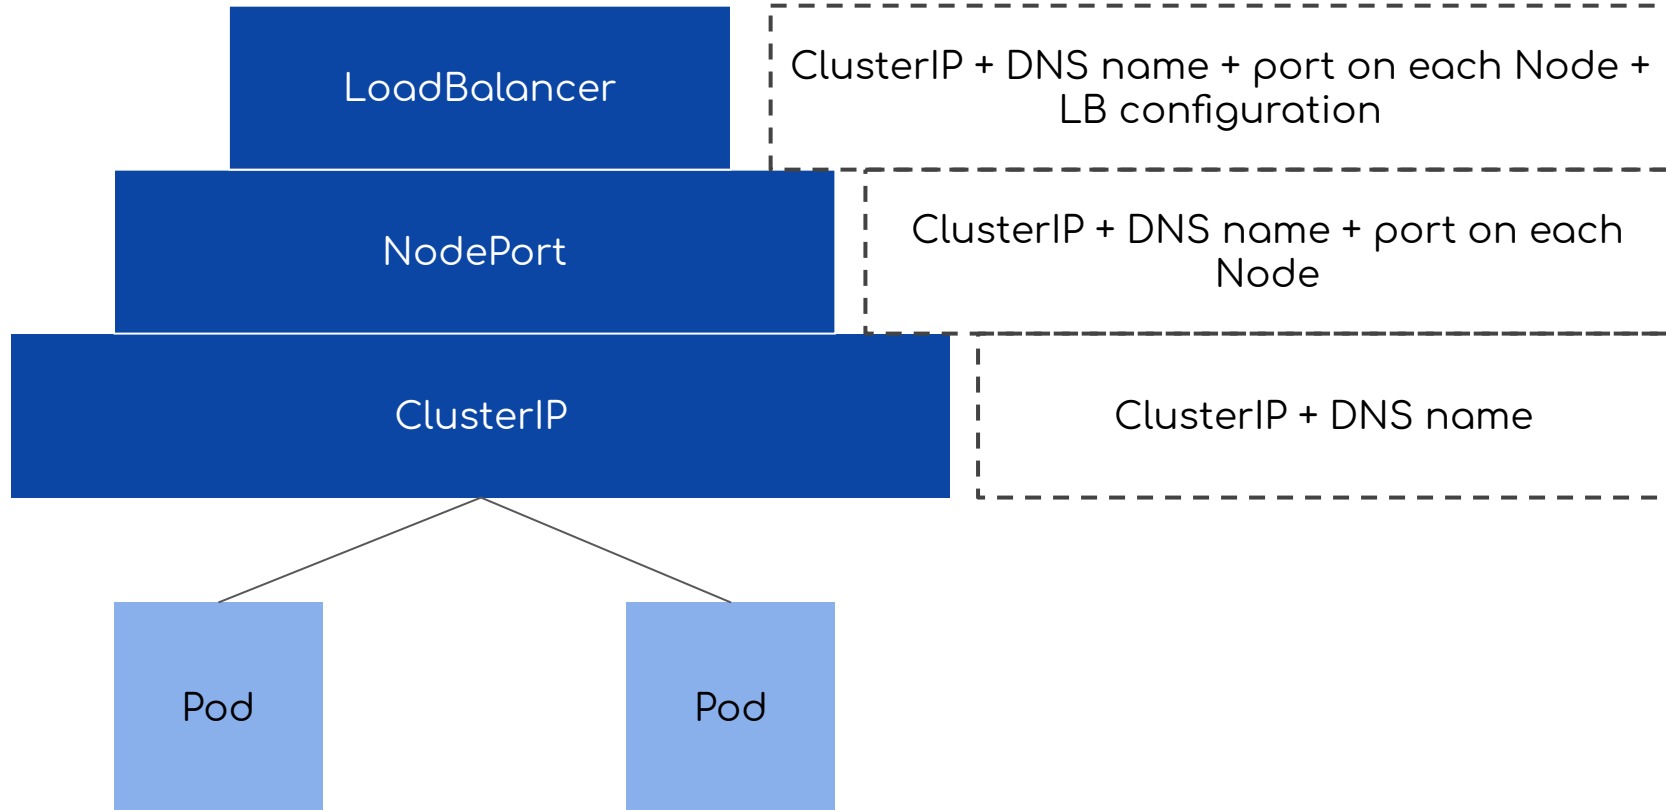 LoadBalancer
ClusterIP + DNS name + port on each Node +
LB configuration
NodePort
ClusterIP + DNS name + port on each
Node
ClusterIP
ClusterIP + DNS name
Pod
Pod